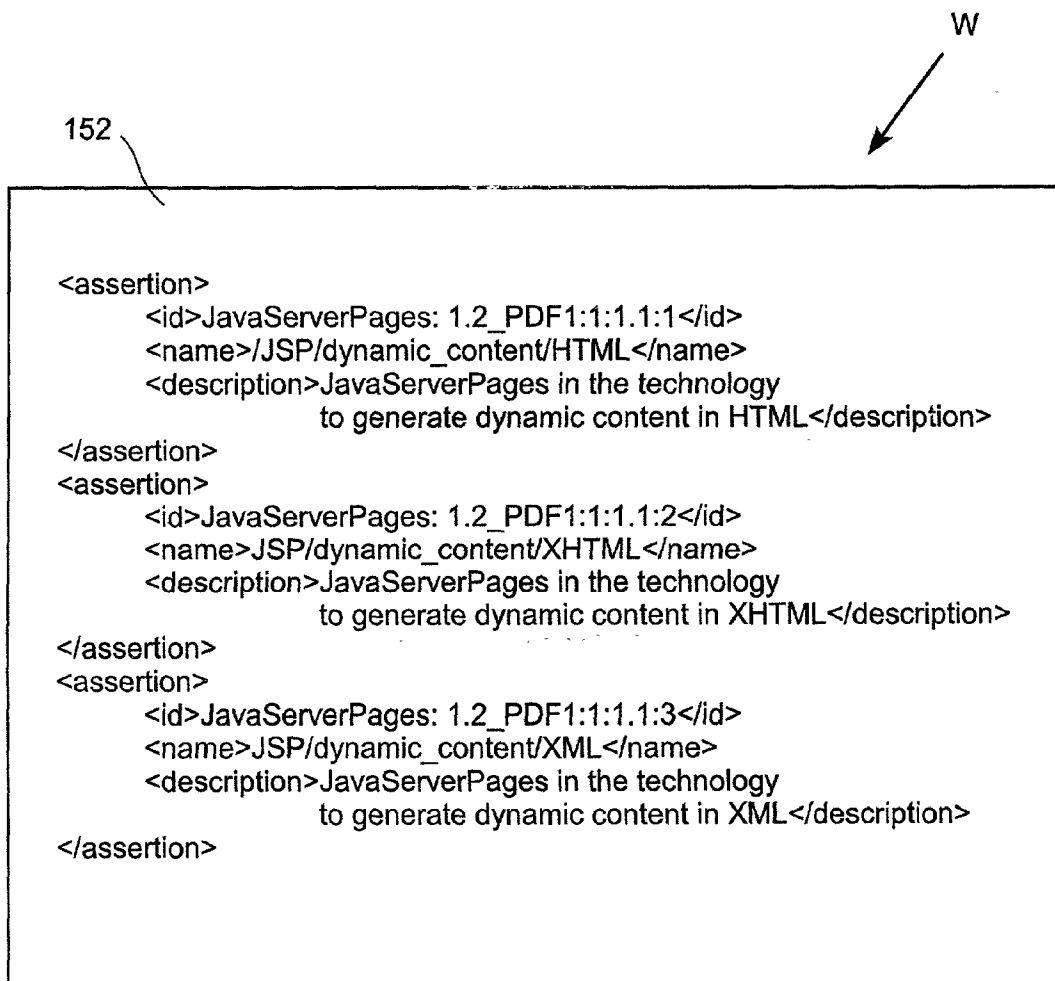 W
152
<assertion>
<id>JavaServerPages: 1.2_PDF1:1:1.1:1</id>
<name>/JSP/dynamic_content/HTML</name>
<description>JavaServerPages in the technology
to generate dynamic content in HTML</description>
</assertion>
<assertion>
<id>JavaServerPages: 1.2_PDF1:1:1.1:2</id>
<name>JSP/dynamic_content/XHTML</name>
<description>JavaServerPages in the technology
to generate dynamic content in XHTML</description>
</assertion>
<assertion>
<id>JavaServerPages: 1.2_PDF1:1:1.1:3</id>
<name>JSP/dynamic_content/XML</name>
<description>JavaServerPages in the technology
to generate dynamic content in XML</description>
</assertion>